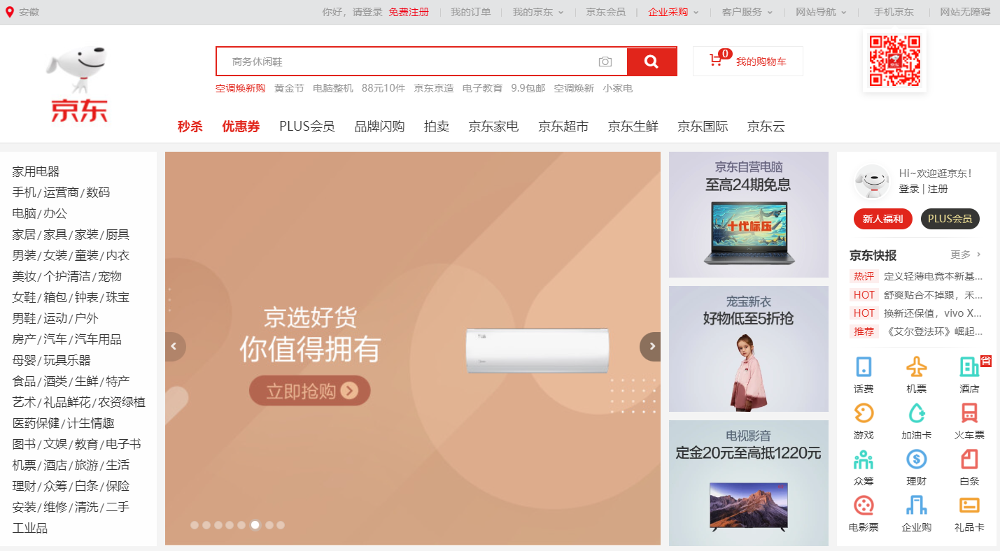 安徽
你好，请登录 免费注册 我的订单 我的京东 京东会员 企业采购 客户服务 网站导航 手机京东 网站无障碍
京东
商务休闲鞋
0 我的购物车
空调焕新购 黄金节 电脑整机 88元10件 京东京造 电子教育 9.9包邮 空调焕新 小家电
秒杀 优惠券 PLUS会员 品牌闪购 拍卖 京东家电 京东超市 京东生鲜 京东国际 京东云
家用电器
手机/运营商/数码
电脑/办公
家居/家具/家装/厨具
男装/女装/童装/内衣
美妆/个护清洁/宠物
女鞋/箱包/钟表/珠宝
男鞋/运动/户外
房产/汽车/汽车用品
母婴/玩具乐器
食品/酒类/生鲜/特产
艺术/礼品鲜花/农资绿植
医药保健/计生情趣
图书/文娱/教育/电子书
机票/酒店/旅游/生活
理财/众筹/白条/保险
安装/维修/清洗/二手
工业品
京选好货
你值得拥有
立即抢购
京东自营电脑
至高24期免息
十代标压
宠宝新衣
好物低至5折抢
电视影音
定金20元至高抵1220元
Hi~欢迎逛京东!
登录 | 注册
新人福利 PLUS会员
京东快报 更多
热评 定义轻薄电竞本新基...
HOT 舒爽贴合不掉跟，禾...
HOT 换新还保值，vivo X...
推荐 《艾尔登法环》崛起...
省
话费 机票 酒店
游戏 加油卡 火车票
众筹 理财 白条
电影票 企业购 礼品卡